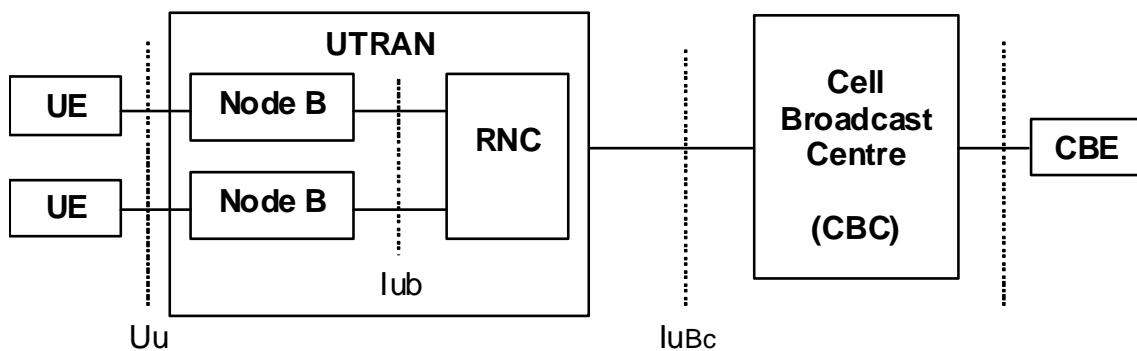 UTRAN
UE
Node B
RNC
Cell
Broadcast
Centre
(CBC)
CBE
UE
Node B
Iub
Uu
IuBc